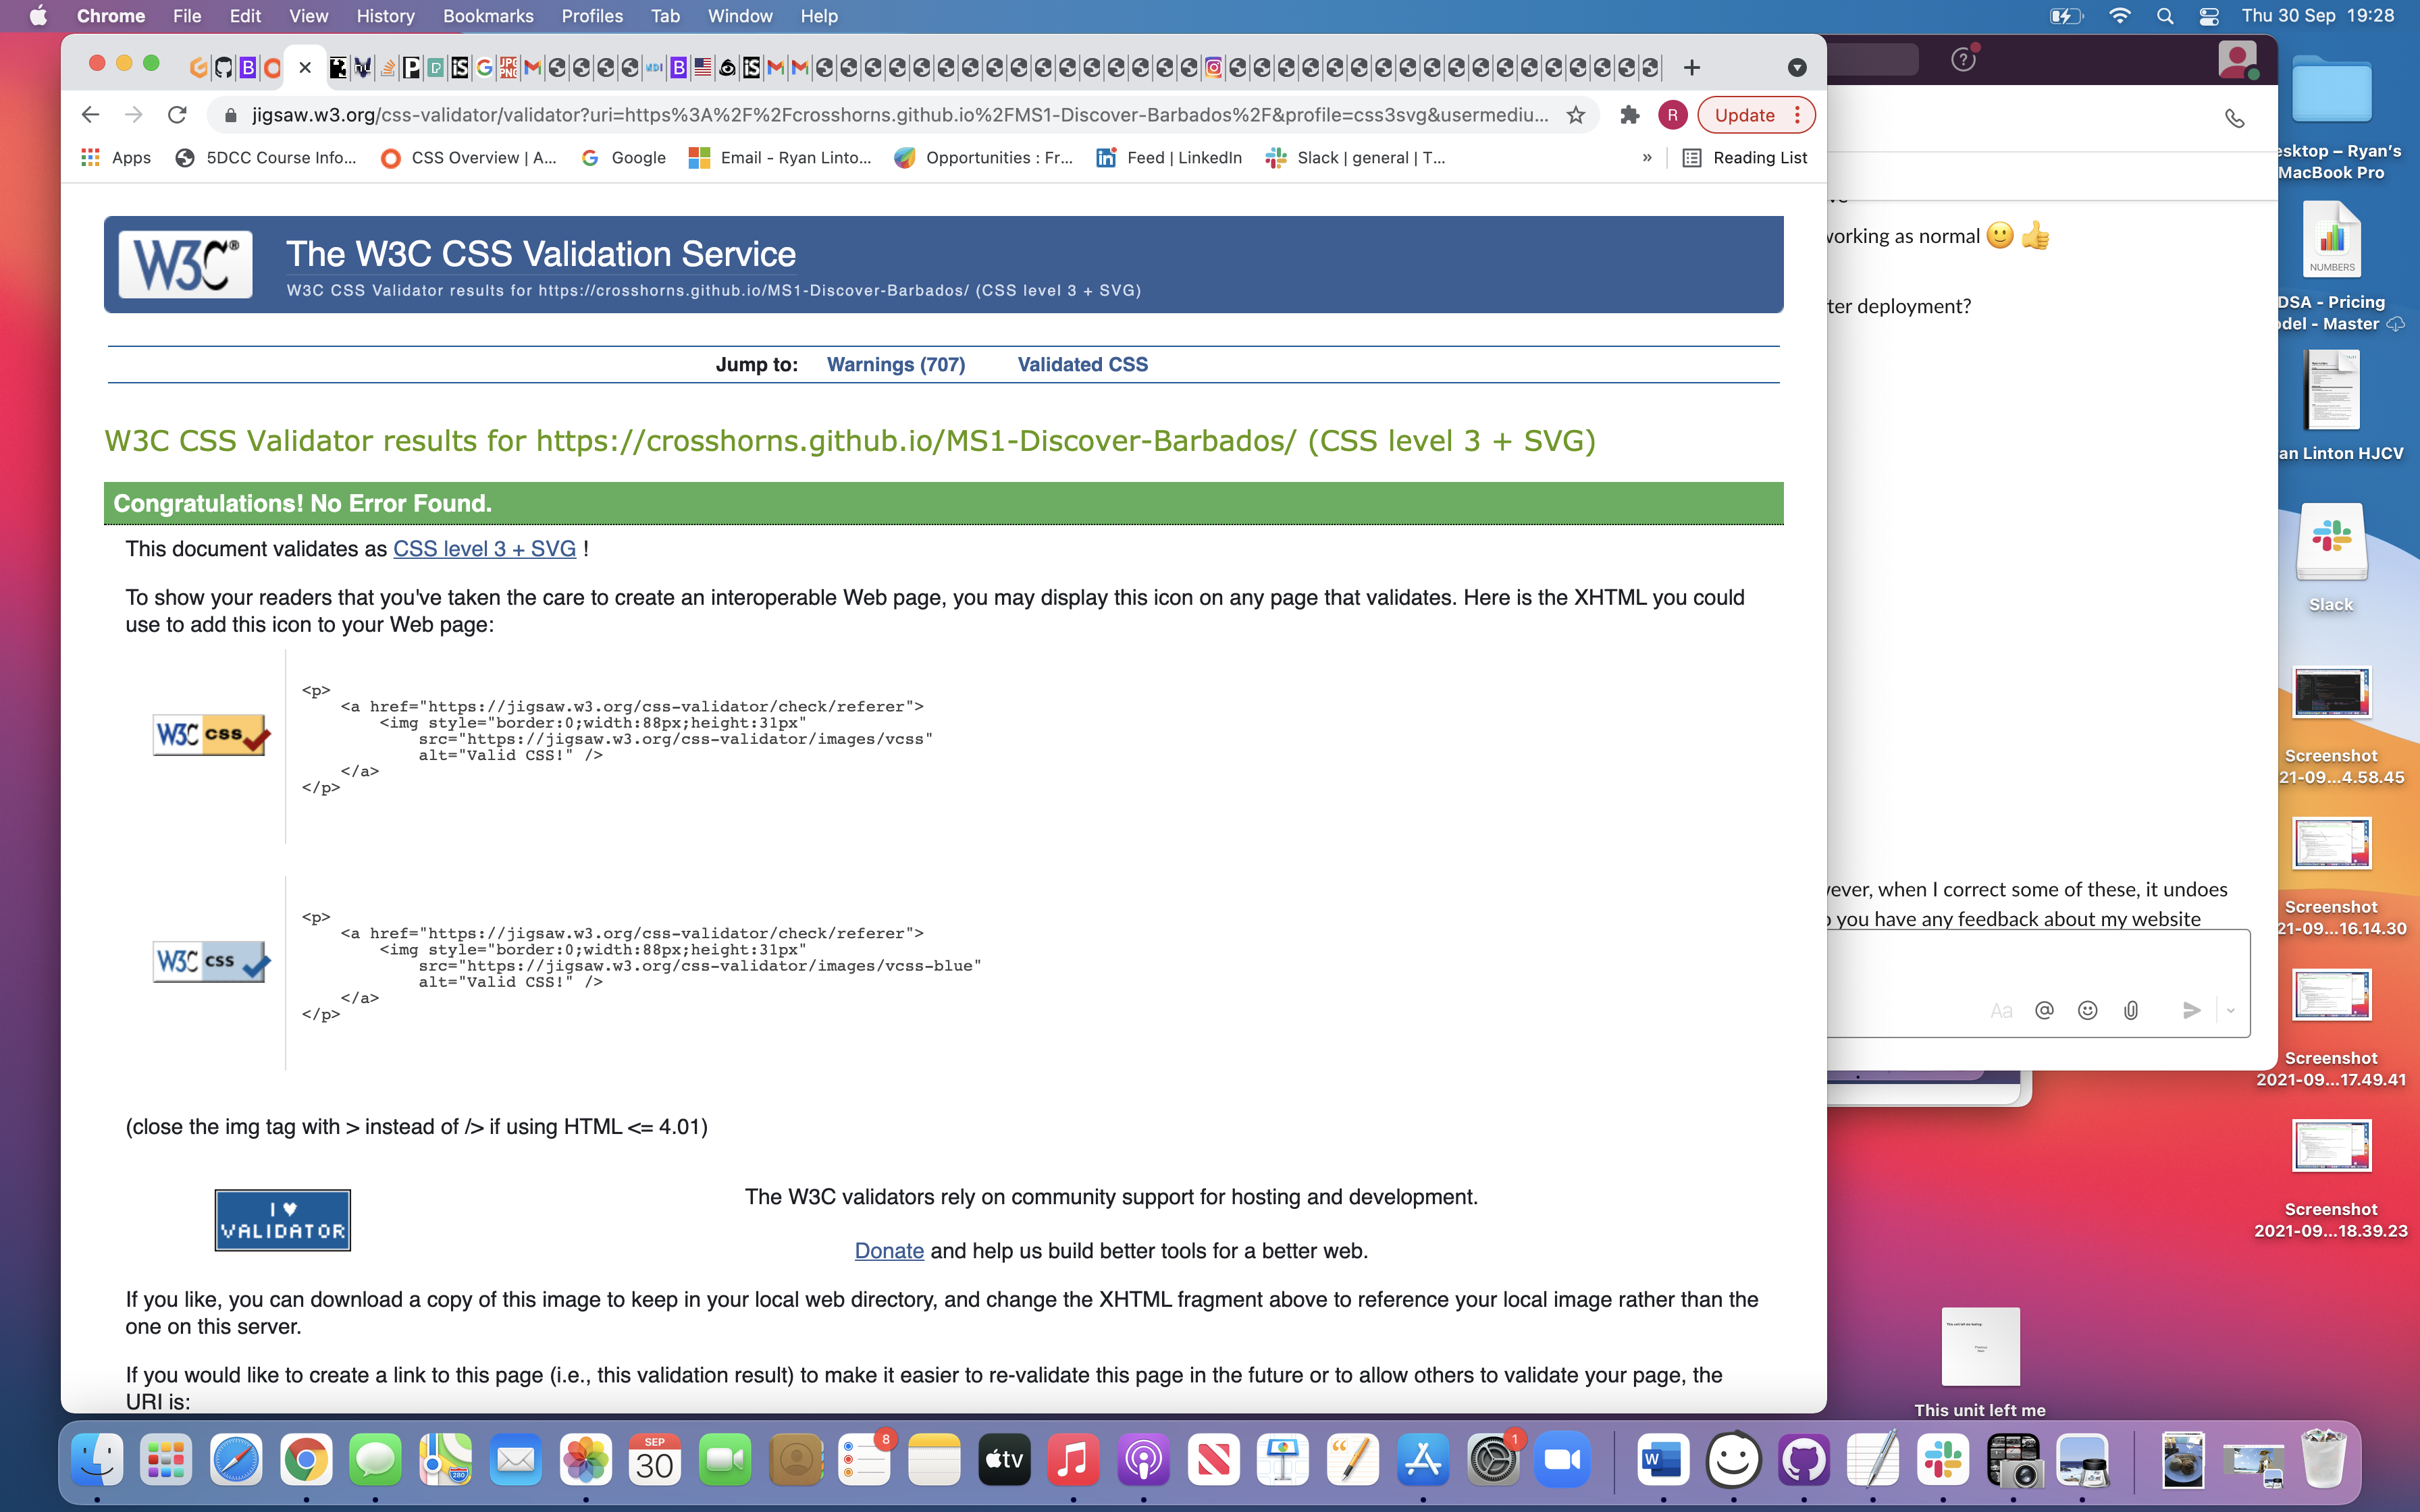 Chrome File Edit View History Bookmarks Profiles Tab Window Help
Thu 30 Sep 19:28
jigsaw.w3.org/css-validator/validator?uri=https%3A%2F%2Fcrosshorns.github.io%2FMS1-Discover-Barbados%2F&profile=css3svg&usermediu...
R
Update
Apps
5DCC Course Info...
CSS Overview | A...
Google
Email - Ryan Linto...
Opportunities : Fr...
Feed | LinkedIn
Slack | general | T...
»
Reading List
W3C®
The W3C CSS Validation Service
W3C CSS Validator results for https://crosshorns.github.io/MS1-Discover-Barbados/ (CSS level 3 + SVG)
Jump to: Warnings (707) Validated CSS
W3C CSS Validator results for https://crosshorns.github.io/MS1-Discover-Barbados/ (CSS level 3 + SVG)
Congratulations! No Error Found.
This document validates as CSS level 3 + SVG !
To show your readers that you've taken the care to create an interoperable Web page, you may display this icon on any page that validates. Here is the XHTML you could
use to add this icon to your Web page:
W3C css
<p>
<a href="https://jigsaw.w3.org/css-validator/check/referer">
<img style="border:0;width:88px;height:31px"
src="https://jigsaw.w3.org/css-validator/images/vcss"
alt="Valid CSS!" />
</a>
</p>
W3C css
<p>
<a href="https://jigsaw.w3.org/css-validator/check/referer">
<img style="border:0;width:88px;height:31px"
src="https://jigsaw.w3.org/css-validator/images/vcss-blue"
alt="Valid CSS!" />
</a>
</p>
(close the img tag with > instead of /> if using HTML <= 4.01)
I ♥
VALIDATOR
The W3C validators rely on community support for hosting and development.
Donate and help us build better tools for a better web.
If you like, you can download a copy of this image to keep in your local web directory, and change the XHTML fragment above to reference your local image rather than the
one on this server.
If you would like to create a link to this page (i.e., this validation result) to make it easier to re-validate this page in the future or to allow others to validate your page, the
URI is:
working as normal 🙂 👍
ter deployment?
vever, when I correct some of these, it undoes
you have any feedback about my website
Aa @
esktop – Ryan's
MacBook Pro
NUMBERS
DSA - Pricing
odel - Master
an Linton HJCV
Slack
Screenshot
21-09...4.58.45
Screenshot
21-09...16.14.30
Screenshot
2021-09...17.49.41
Screenshot
2021-09...18.39.23
This unit left me
SEP
30
8
tv
1
280
W